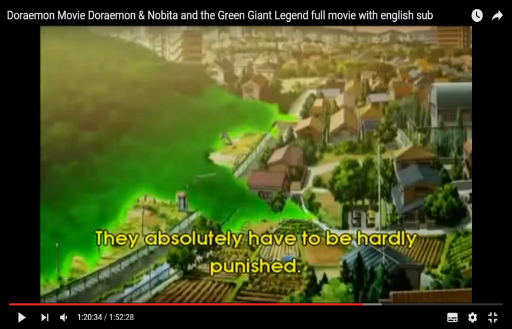 Doraemon Movie Doraemon & Nobita and the Green Giant Legend full movie with english sub
They absolutely have to be hardly
punished.
1:20:34 / 1:52:28